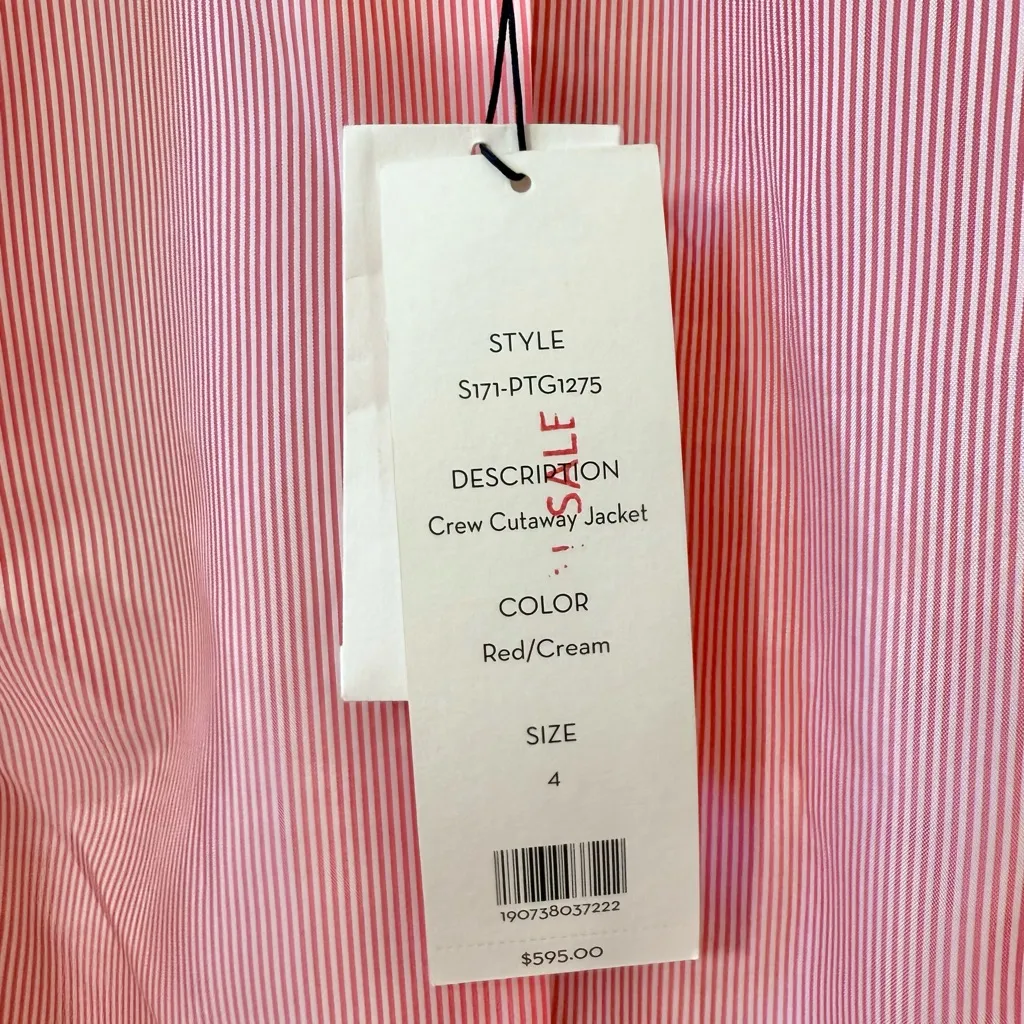 STYLE
S171-PTG1275
SALE
DESCRIPTION
Crew Cutaway Jacket
COLOR
Red/Cream
SIZE
4
190738037222
$595.00